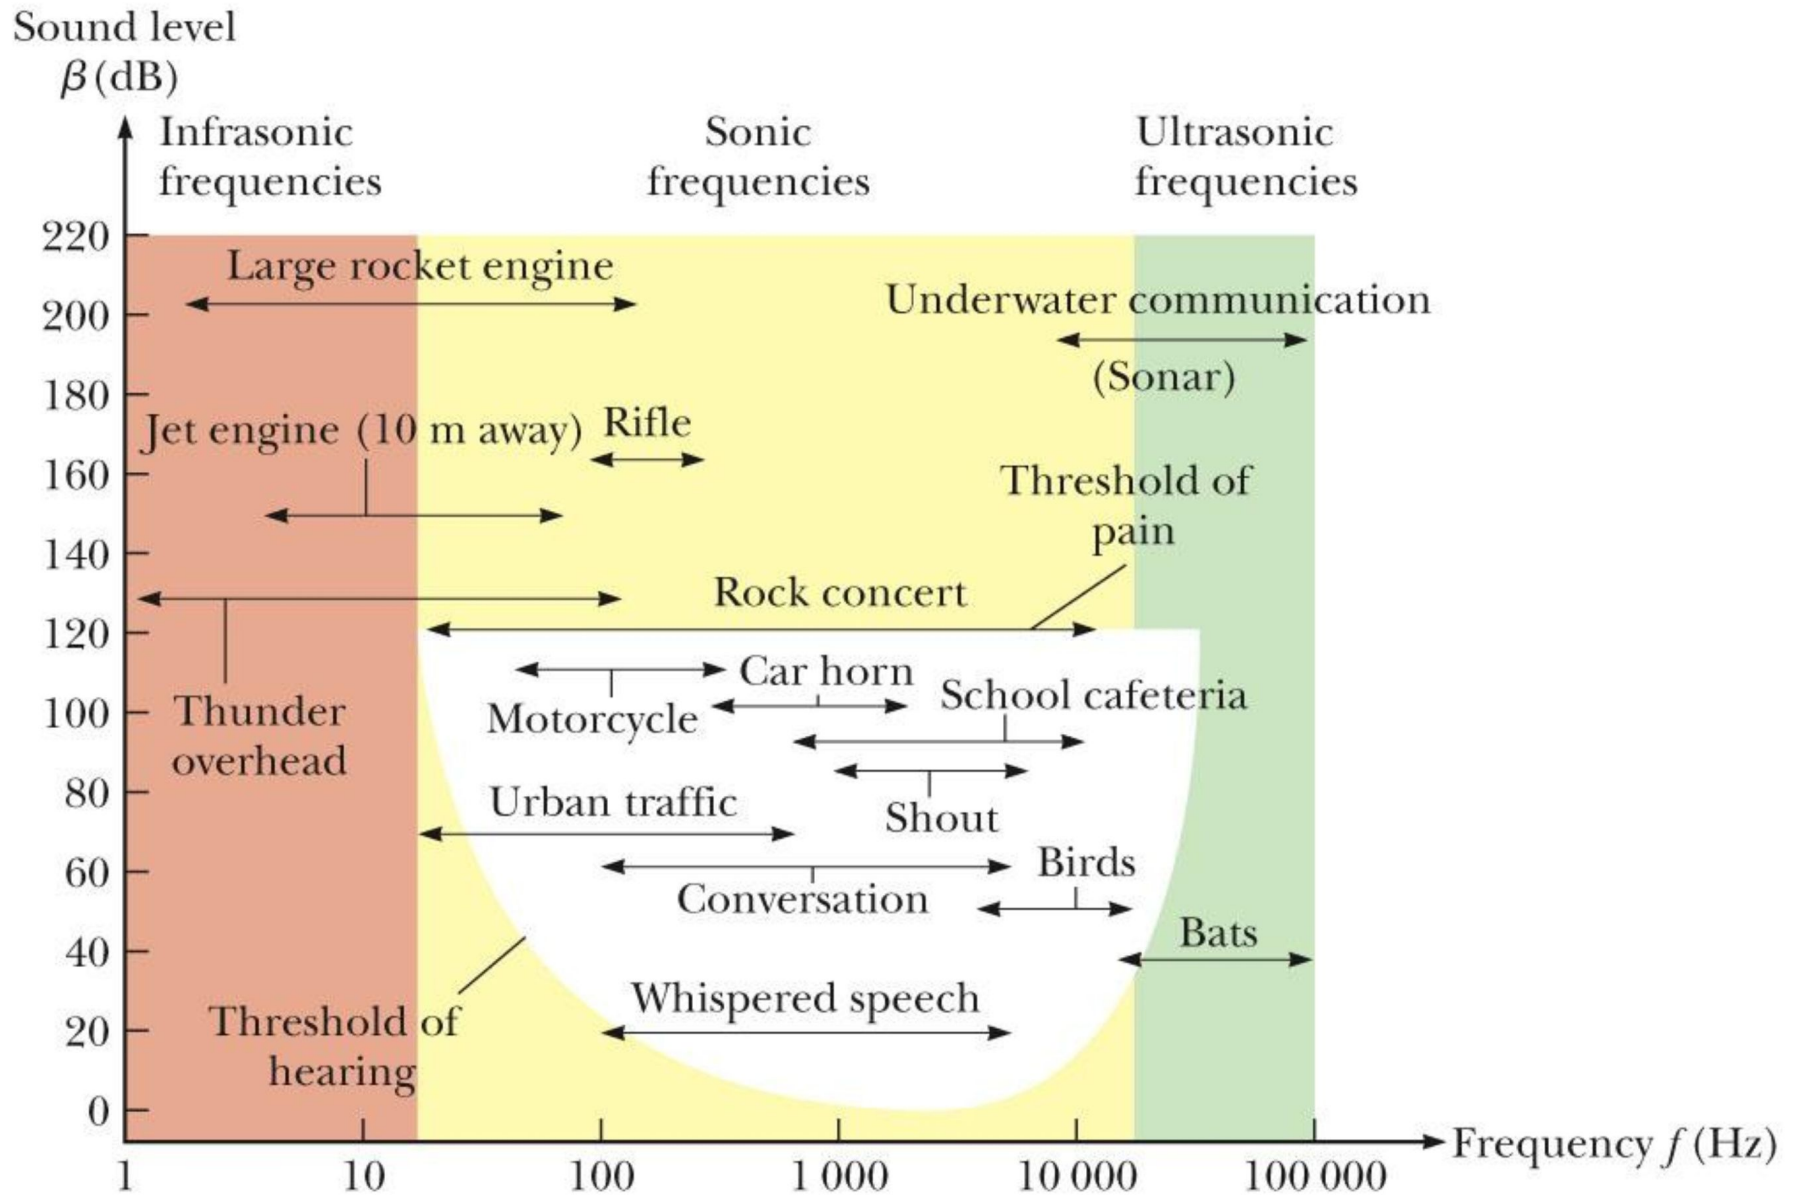 Sound level
β (dB)
Infrasonic
frequencies
Sonic
frequencies
Ultrasonic
frequencies
220
200
180
160
140
120
100
80
60
40
20
0
Large rocket engine
Underwater communication
(Sonar)
Jet engine (10 m away)
Rifle
Threshold of
pain
Rock concert
Thunder
overhead
Motorcycle
Car horn
School cafeteria
Urban traffic
Shout
Conversation
Birds
Bats
Whispered speech
Threshold of
hearing
1
10
100
1 000
10 000
100 000
Frequency f (Hz)